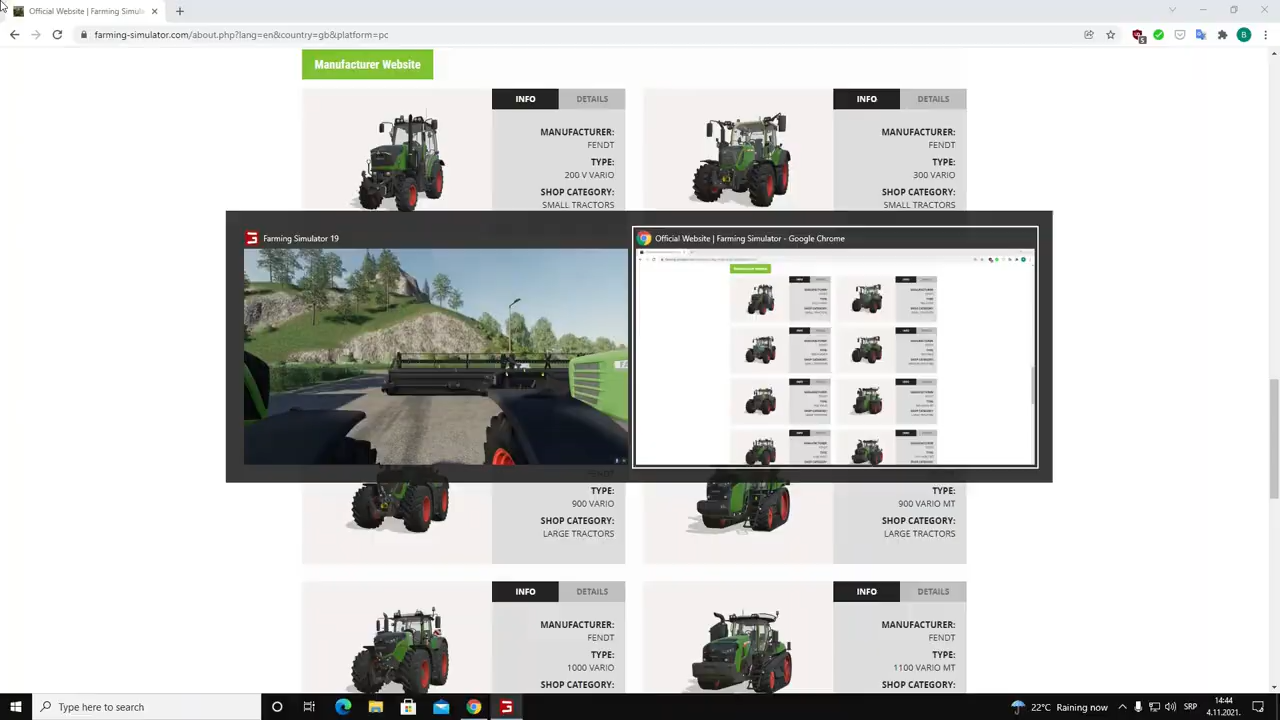 Official Website | Farming Simul
farming-simulator.com/about.php?lang=en&country=gb&platform=pc
B
Manufacturer Website
INFO DETAILS
MANUFACTURER:
FENDT
TYPE:
200 V VARIO
SHOP CATEGORY:
SMALL TRACTORS
INFO DETAILS
MANUFACTURER:
FENDT
TYPE:
300 VARIO
SHOP CATEGORY:
SMALL TRACTORS
Farming Simulator 19
Official Website | Farming Simulator - Google Chrome
TYPE:
900 VARIO
SHOP CATEGORY:
LARGE TRACTORS
TYPE:
900 VARIO MT
SHOP CATEGORY:
LARGE TRACTORS
INFO DETAILS
MANUFACTURER:
FENDT
TYPE:
1000 VARIO
SHOP CATEGORY:
INFO DETAILS
MANUFACTURER:
FENDT
TYPE:
1100 VARIO MT
SHOP CATEGORY:
Type here to search
22°C Raining now
SRP
14:44
4.11.2021.